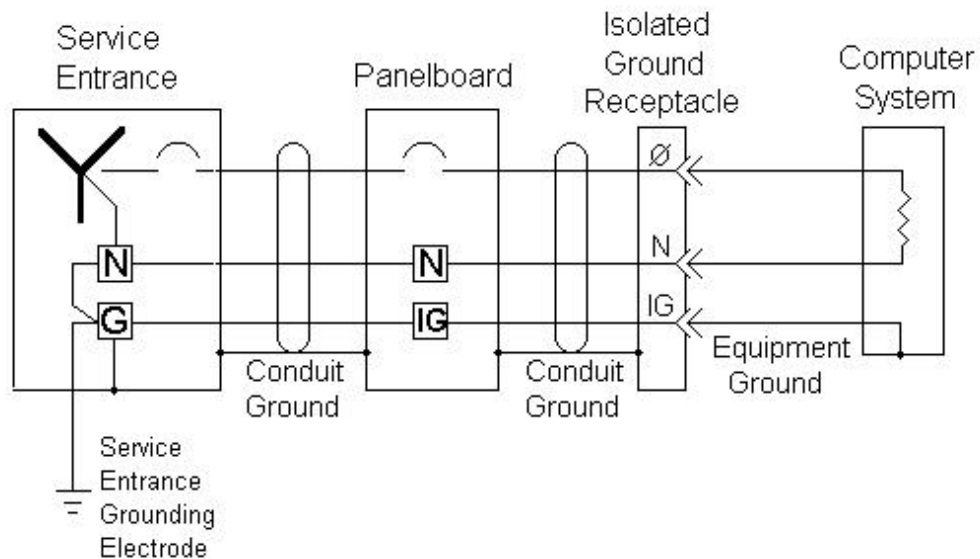 Service
Entrance
Panelboard
Isolated
Ground
Receptacle
Computer
System
Ø
N
N
N
G
IG
IG
Conduit
Ground
Conduit
Ground
Equipment
Ground
Service
Entrance
Grounding
Electrode